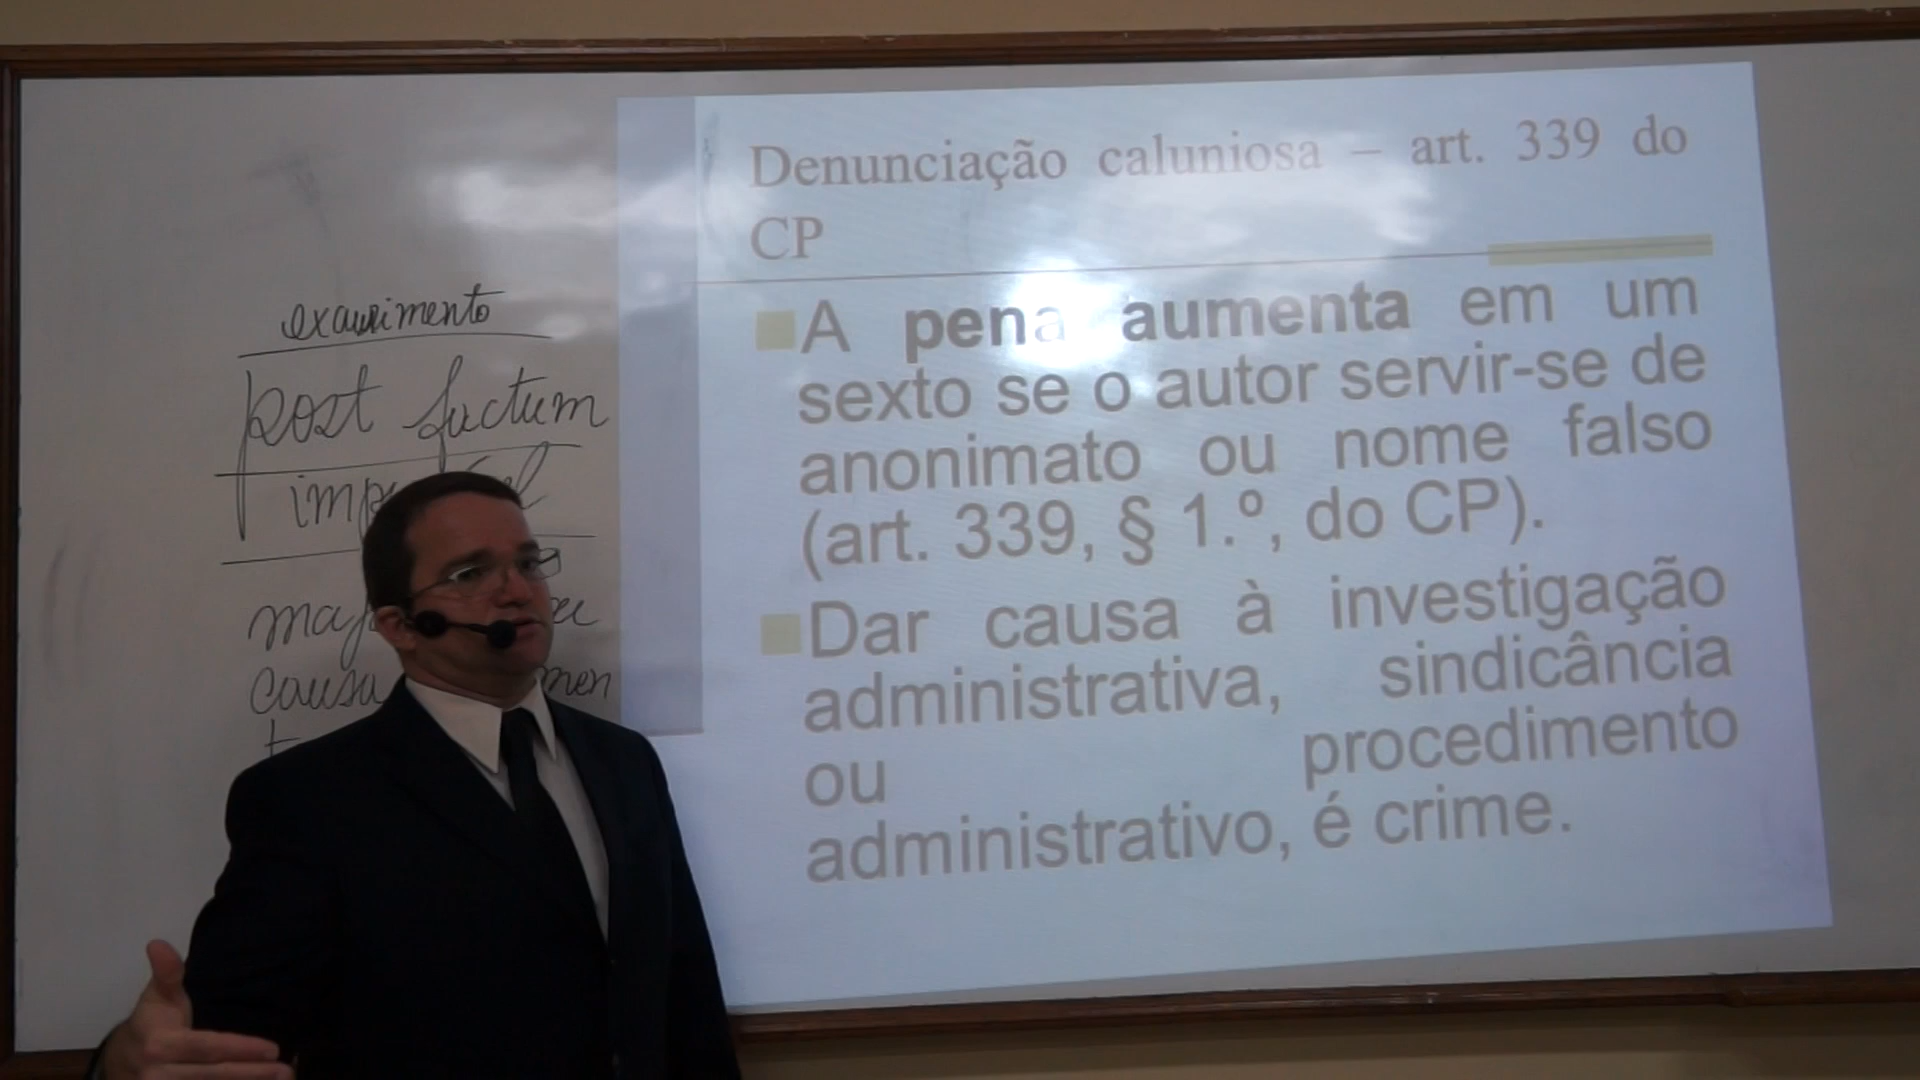 exaurimento
post factum
Denunciação caluniosa – art. 339 do
CP
A pena aumenta em um
sexto se o autor servir-se de
anonimato ou nome falso
(art. 339, § 1.º, do CP).
Dar causa à investigação
administrativa, sindicância
ou procedimento
administrativo, é crime.